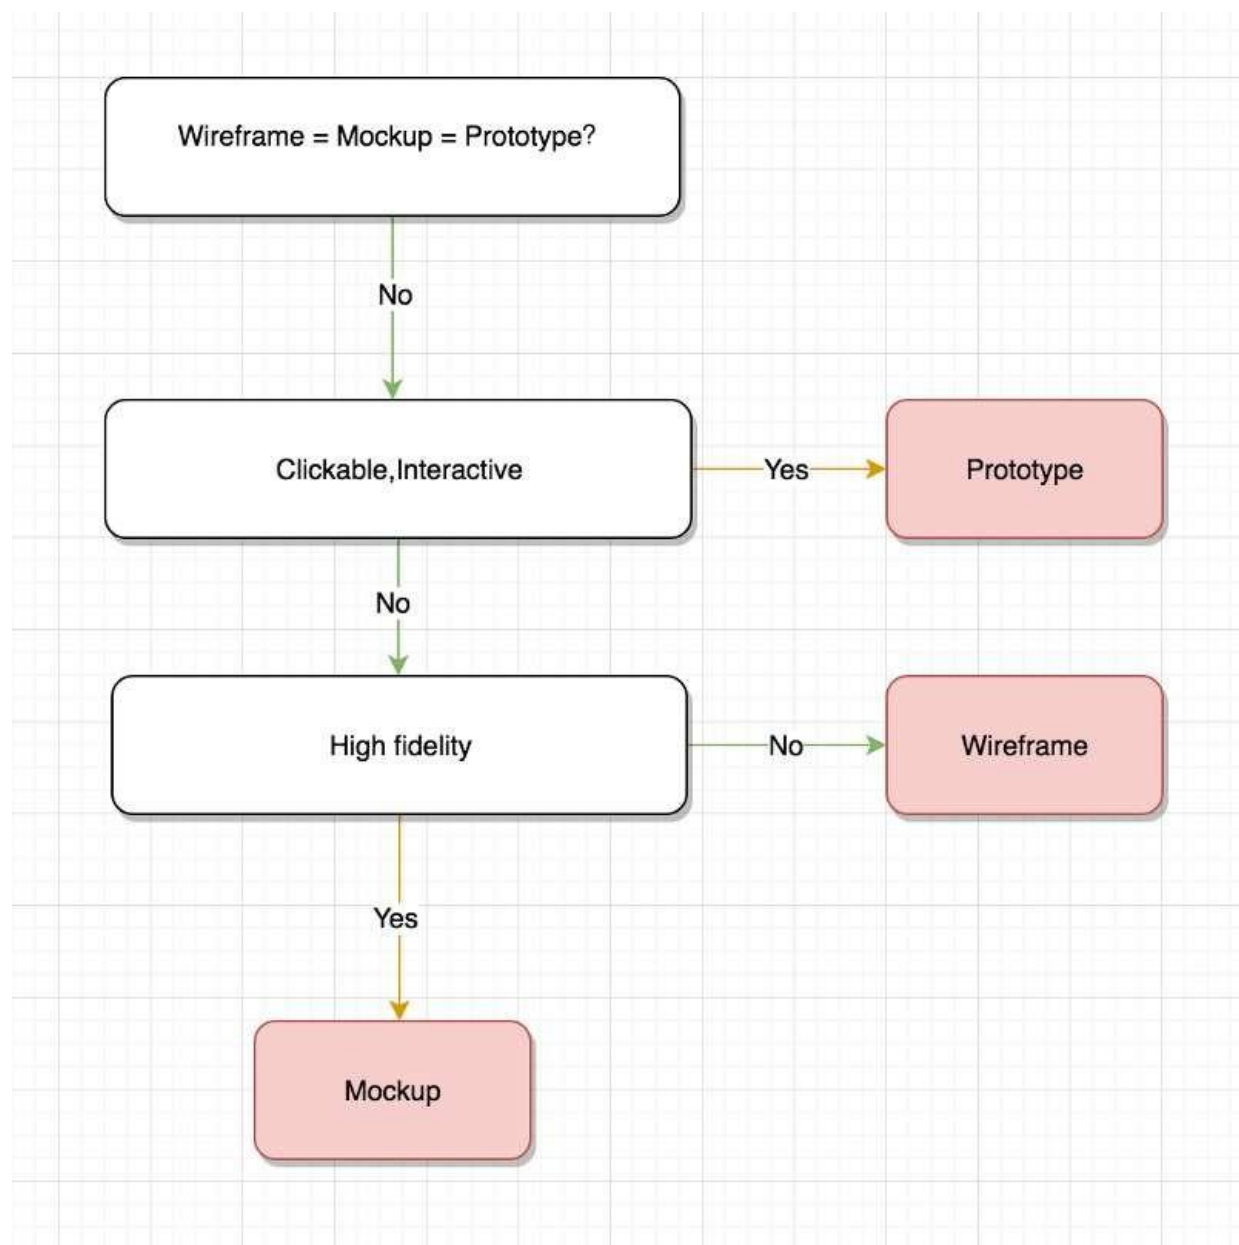 Wireframe = Mockup = Prototype?
No
Clickable,Interactive
Yes
Prototype
No
High fidelity
No
Wireframe
Yes
Mockup